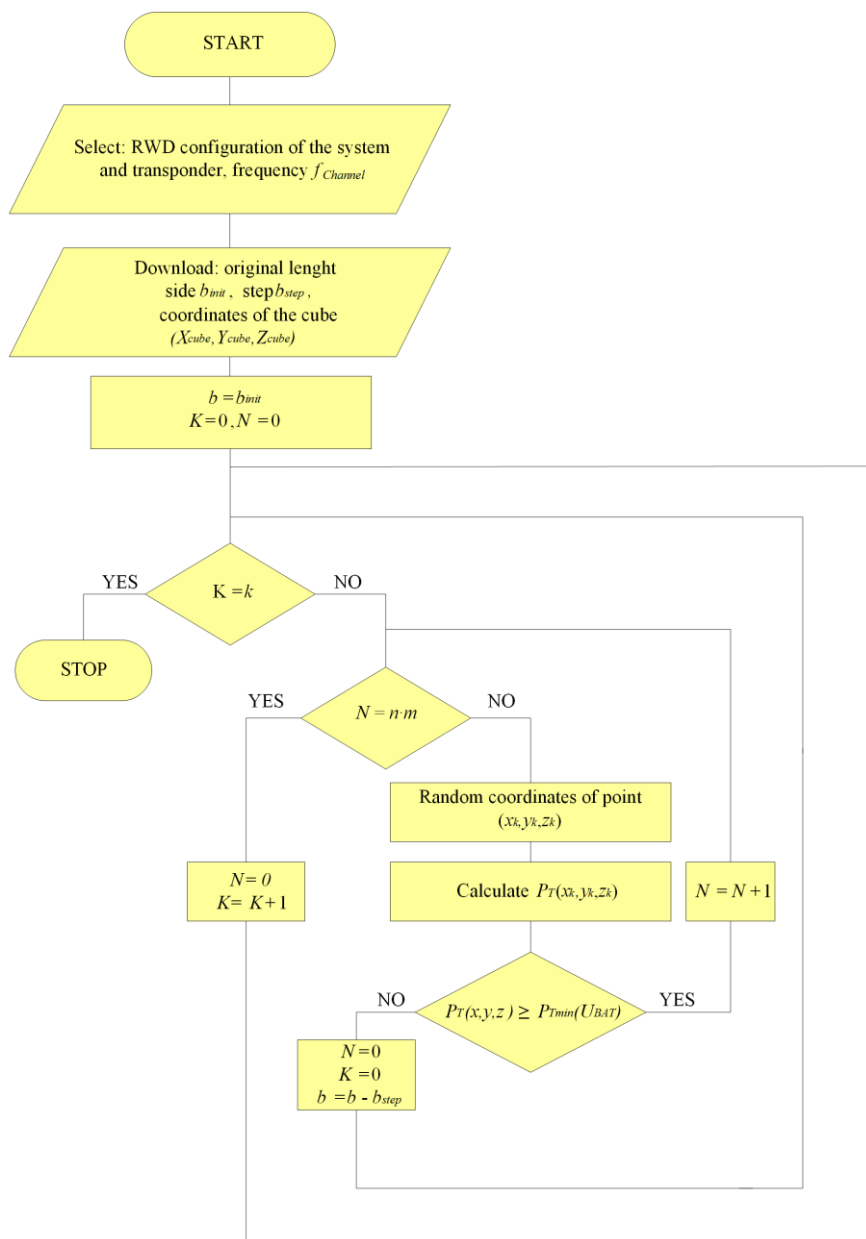 START
Select: RWD configuration of the system
and transponder, frequency f Channel
Download: original lenght
side binit , step bstep ,
coordinates of the cube
(Xcube,Ycube,Zcube)
b =binit
K=0 ,N =0
YES
K =k
NO
STOP
YES
N = n·m
NO
Random coordinates of point
(xk,yk,zk)
N= 0
K= K+1
Calculate PT(xk,yk,zk)
N = N +1
NO
PT(x,y,z ) ≥ PTmin(UBAT)
YES
N=0
K =0
b =b - bstep